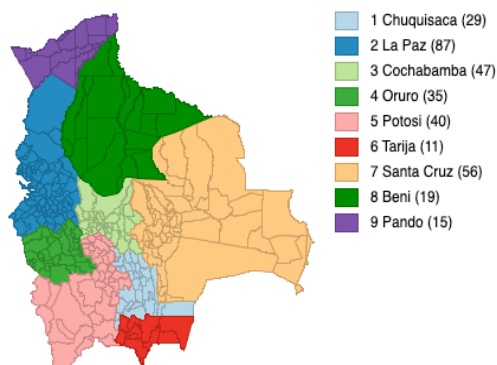 1 Chuquisaca (29)
2 La Paz (87)
3 Cochabamba (47)
4 Oruro (35)
5 Potosi (40)
6 Tarija (11)
7 Santa Cruz (56)
8 Beni (19)
9 Pando (15)